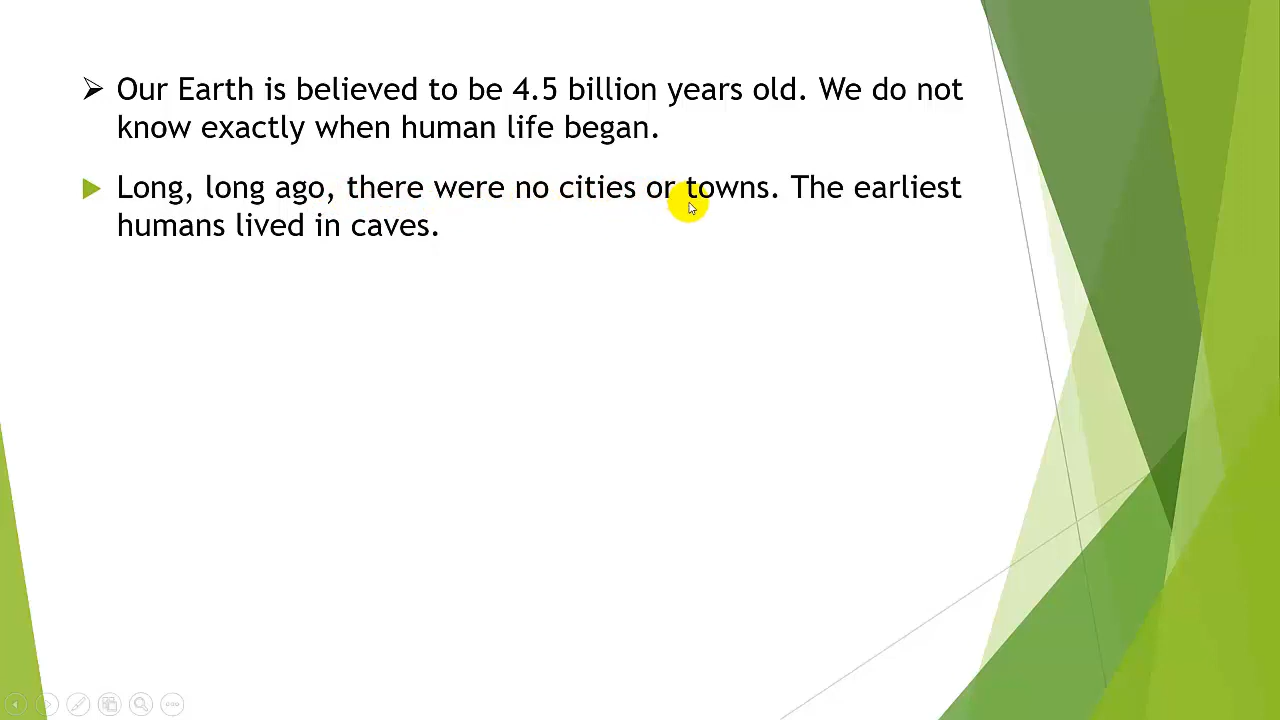 Our Earth is believed to be 4.5 billion years old. We do not
know exactly when human life began.
Long, long ago, there were no cities or towns. The earliest
humans lived in caves.